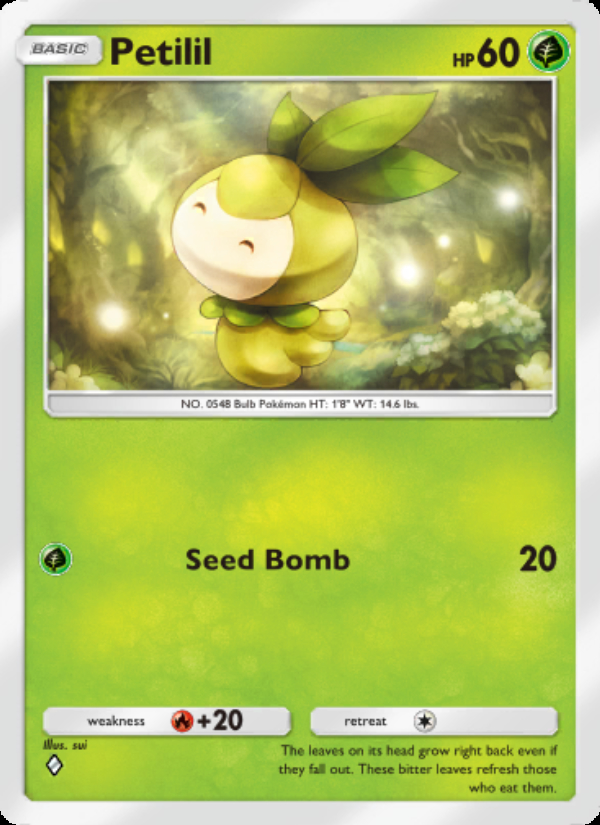 BASIC Petilil HP 60
NO. 0548 Bulb Pokémon HT: 1'8" WT: 14.6 lbs.
Seed Bomb 20
weakness +20 retreat
Illus. sui
The leaves on its head grow right back even if
they fall out. These bitter leaves refresh those
who eat them.